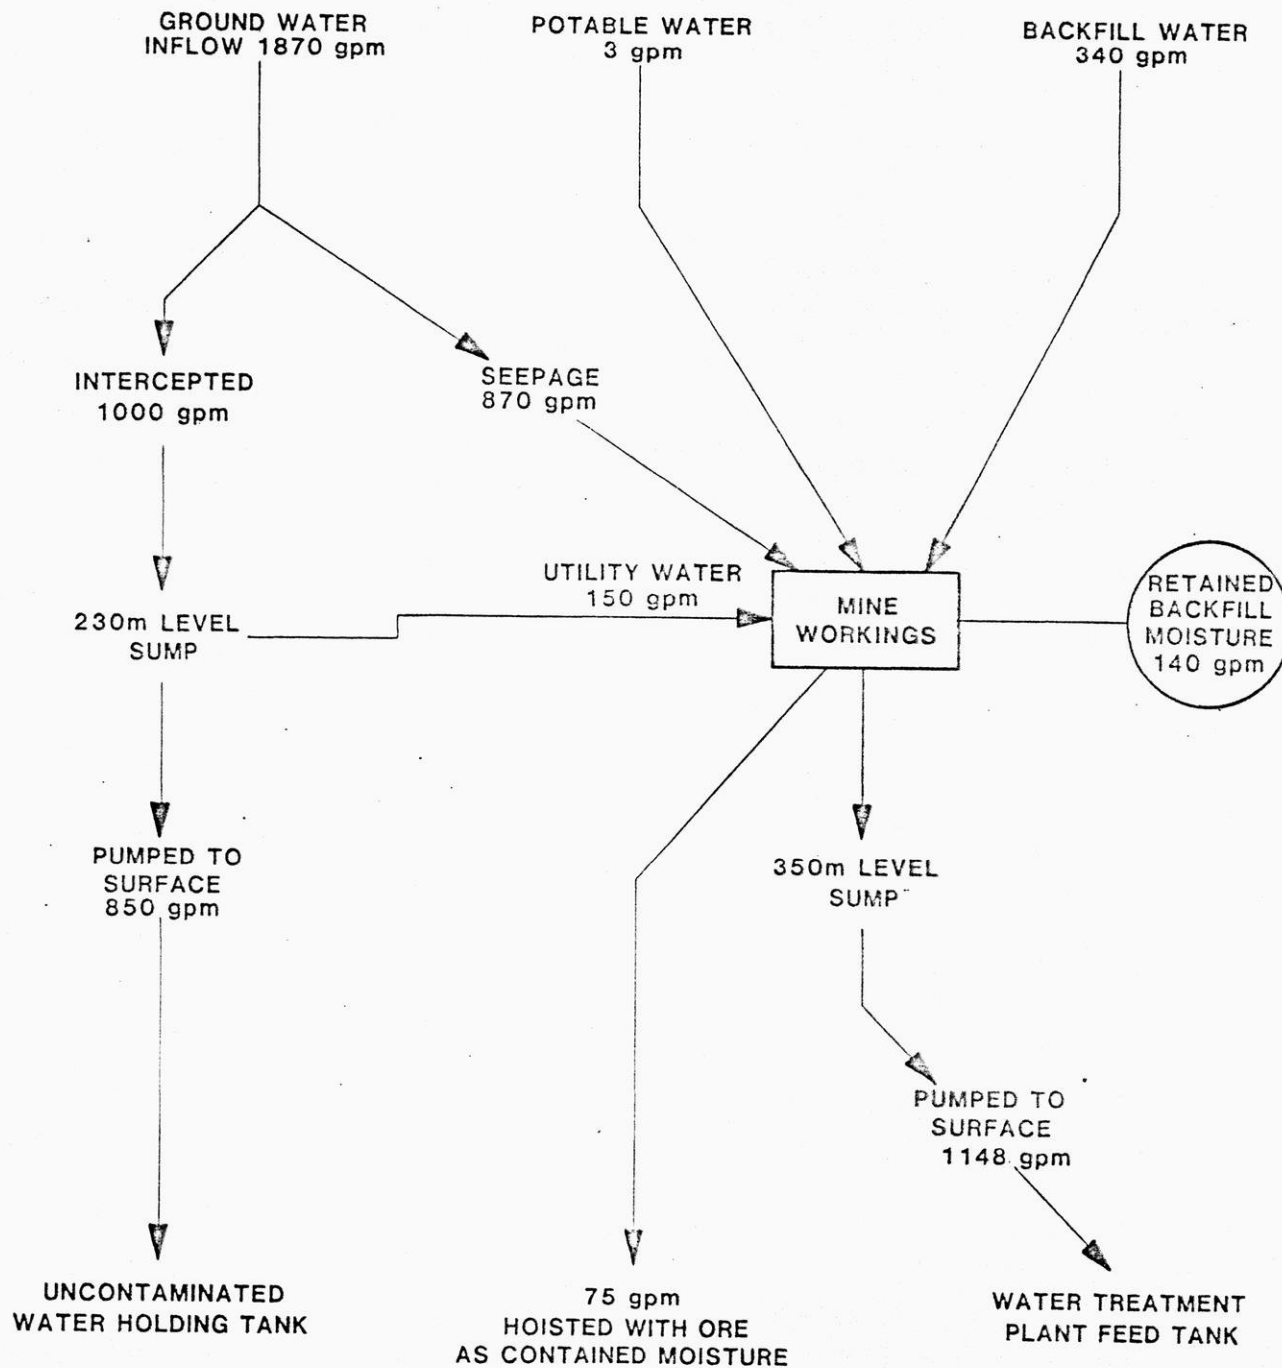 GROUND WATER
INFLOW 1870 gpm
POTABLE WATER
3 gpm
BACKFILL WATER
340 gpm
INTERCEPTED
1000 gpm
SEEPAGE
870 gpm
UTILITY WATER
150 gpm
230m LEVEL
SUMP
MINE
WORKINGS
RETAINED
BACKFILL
MOISTURE
140 gpm
PUMPED TO
SURFACE
850 gpm
350m LEVEL
SUMP
PUMPED TO
SURFACE
1148 gpm
UNCONTAMINATED
WATER HOLDING TANK
75 gpm
HOISTED WITH ORE
AS CONTAINED MOISTURE
WATER TREATMENT
PLANT FEED TANK